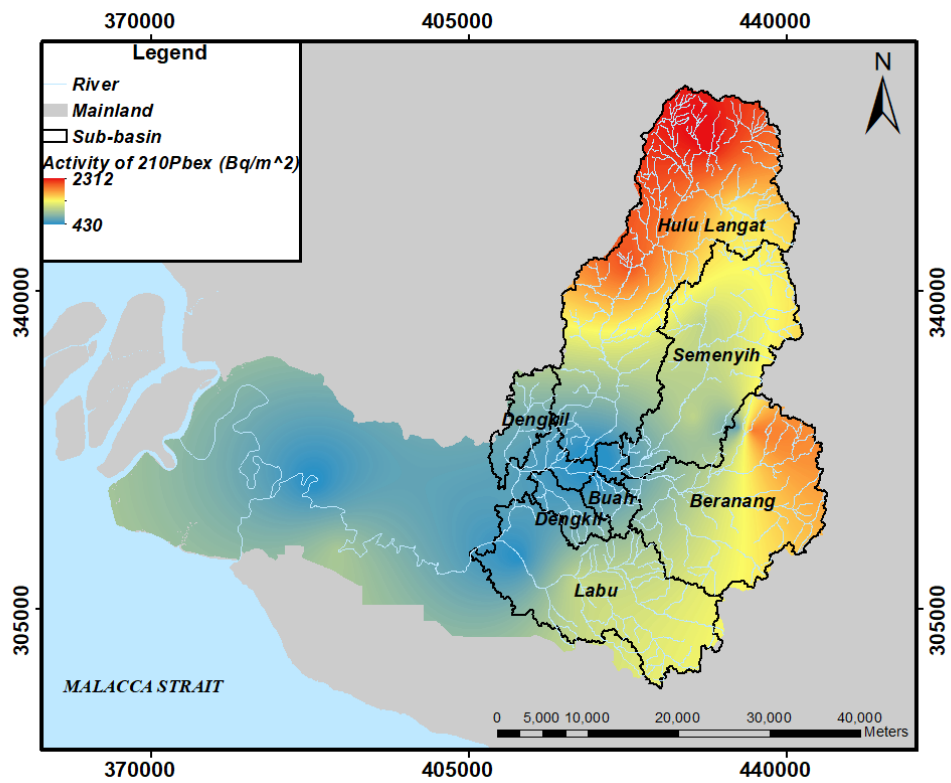 370000 405000 440000
Legend
River
Mainland
Sub-basin
Activity of 210Pbex (Bq/m^2)
2312
430
N
Hulu Langat
340000
340000
Semenyih
Dengkil
Buah
Beranang
Dengkil
Labu
305000
305000
MALACCA STRAIT
0 5,000 10,000 20,000 30,000 40,000
Meters
370000 405000 440000